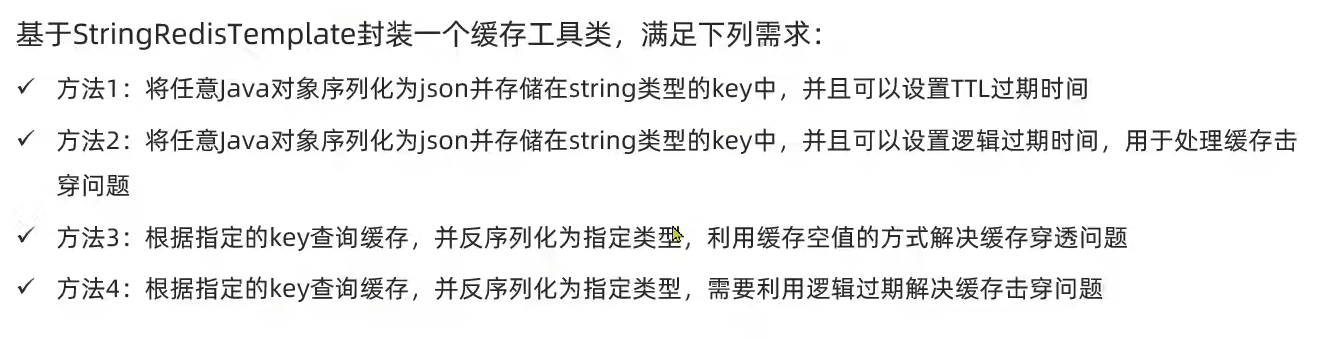 基于StringRedisTemplate封装一个缓存工具类，满足下列需求：
✓ 方法1：将任意Java对象序列化为json并存储在string类型的key中，并且可以设置TTL过期时间
✓ 方法2：将任意Java对象序列化为json并存储在string类型的key中，并且可以设置逻辑过期时间，用于处理缓存击
穿问题
✓ 方法3：根据指定的key查询缓存，并反序列化为指定类型，利用缓存空值的方式解决缓存穿透问题
✓ 方法4：根据指定的key查询缓存，并反序列化为指定类型，需要利用逻辑过期解决缓存击穿问题